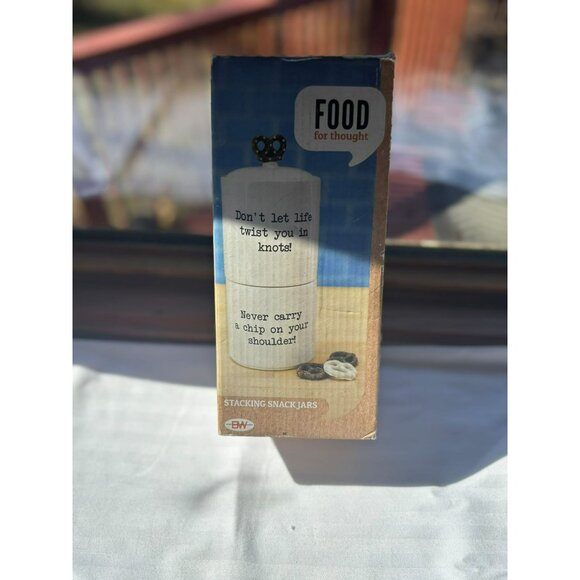 FOOD
for thought
Don't let life
twist you in
knots!
Never carry
a chip on your
shoulder!
STACKING SNACK JARS
BW